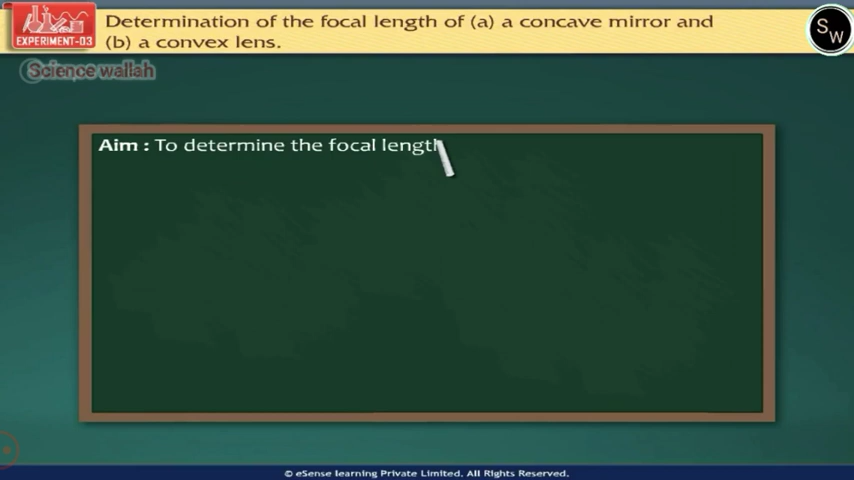 EXPERIMENT-03
Determination of the focal length of (a) a concave mirror and
(b) a convex lens.
SW
Science wallah
Aim : To determine the focal length
© eSense learning Private Limited. All Rights Reserved.